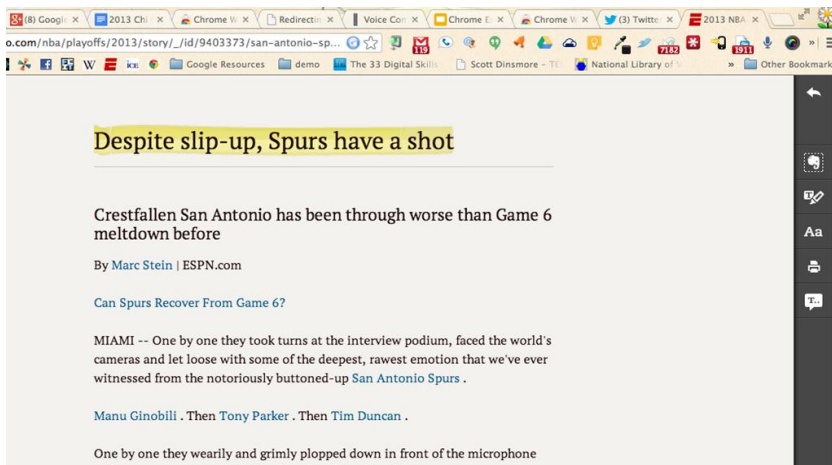 (8) Google
2013 Chi
Chrome W
Redirectin
Voice Con
Chrome E
Chrome W
(3) Twitte
2013 NBA
o.com/nba/playoffs/2013/story/_/id/9403373/san-antonio-sp...
119
7182
1911
W
Google Resources
demo
The 33 Digital Skills
Scott Dinsmore - TE
National Library of
»
Other Bookmark
Despite slip-up, Spurs have a shot
Crestfallen San Antonio has been through worse than Game 6
meltdown before
By Marc Stein | ESPN.com
Can Spurs Recover From Game 6?
MIAMI -- One by one they took turns at the interview podium, faced the world's
cameras and let loose with some of the deepest, rawest emotion that we've ever
witnessed from the notoriously buttoned-up San Antonio Spurs .
Manu Ginobili . Then Tony Parker . Then Tim Duncan .
One by one they wearily and grimly plopped down in front of the microphone
Aa
T..